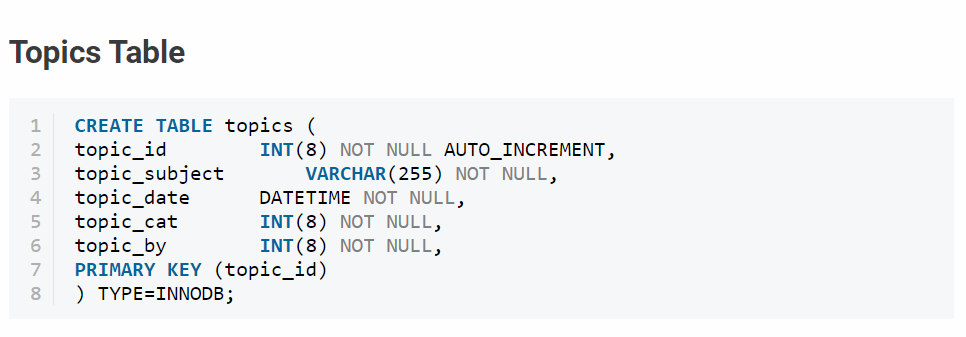 Topics Table
1 CREATE TABLE topics (
2 topic_id        INT(8) NOT NULL AUTO_INCREMENT,
3 topic_subject       VARCHAR(255) NOT NULL,
4 topic_date      DATETIME NOT NULL,
5 topic_cat       INT(8) NOT NULL,
6 topic_by        INT(8) NOT NULL,
7 PRIMARY KEY (topic_id)
8 ) TYPE=INNODB;